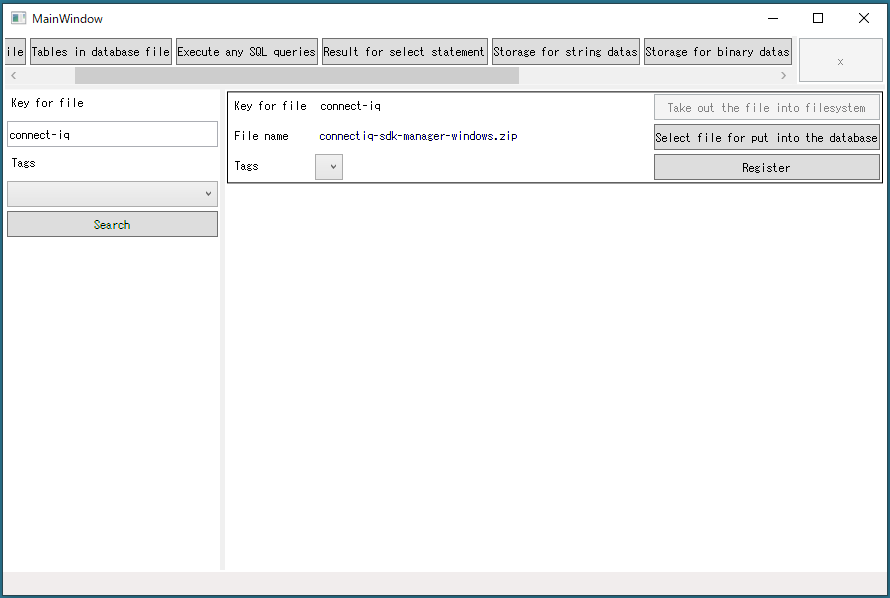 MainWindow
ile Tables in database file Execute any SQL queries Result for select statement Storage for string datas Storage for binary datas x
Key for file
connect-iq
Tags
Search
Key for file connect-iq Take out the file into filesystem
File name connectiq-sdk-manager-windows.zip Select file for put into the database
Tags Register